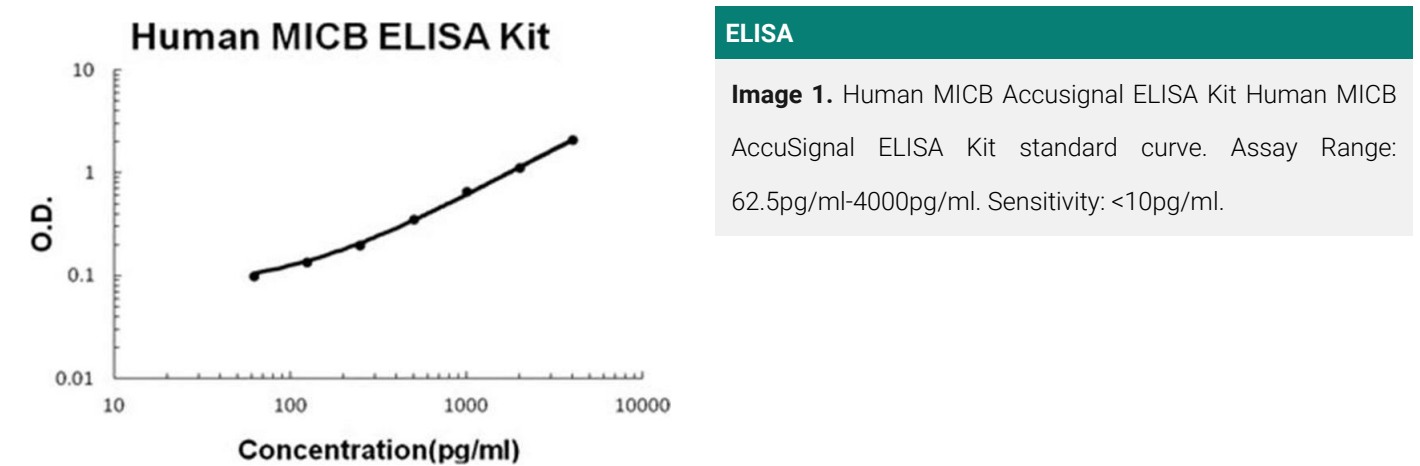 Human MICB ELISA Kit
10
1
0.1
0.01
O.D.
10 100 1000 10000
Concentration(pg/ml)
ELISA
Image 1. Human MICB Accusignal ELISA Kit Human MICB
AccuSignal ELISA Kit standard curve. Assay Range:
62.5pg/ml-4000pg/ml. Sensitivity: <10pg/ml.